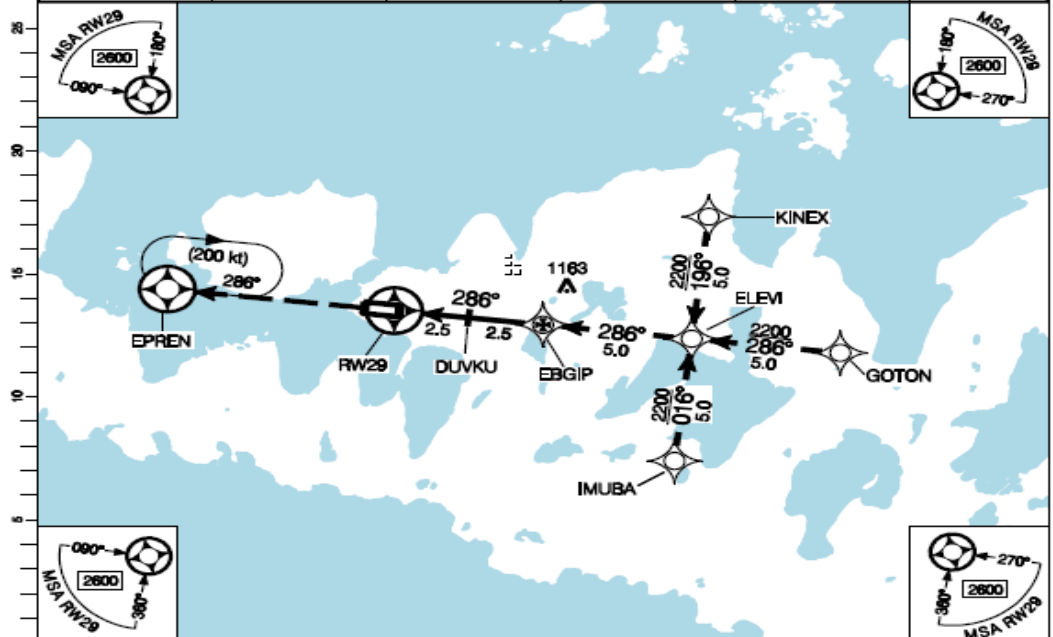 25
20
15
10
5
MSA RW29
2600
180°
090°
MSA RW29
180°
2600
270°
KINEX
2200
196°
5.0
(200 kt)
286°
1163
ELEVI
EPREN
286°
2.5
2.5
286°
5.0
2200
286°
5.0
RW29
DUVKU
EBGIP
GOTON
2200
016°
5.0
IMUBA
090°
2600
360°
MSA RW29
270°
2600
360°
MSA RW29